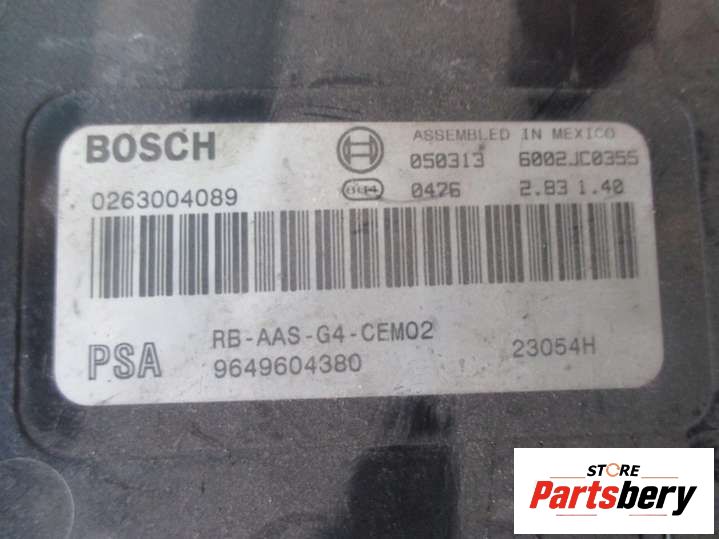 BOSCH
ASSEMBLED IN MEXICO
050313 6002JC0355
0263004089
0476 2.83 1.40
PSA
RB-AAS-G4-CEM02
9649604380
23054H
STORE
Partsbery